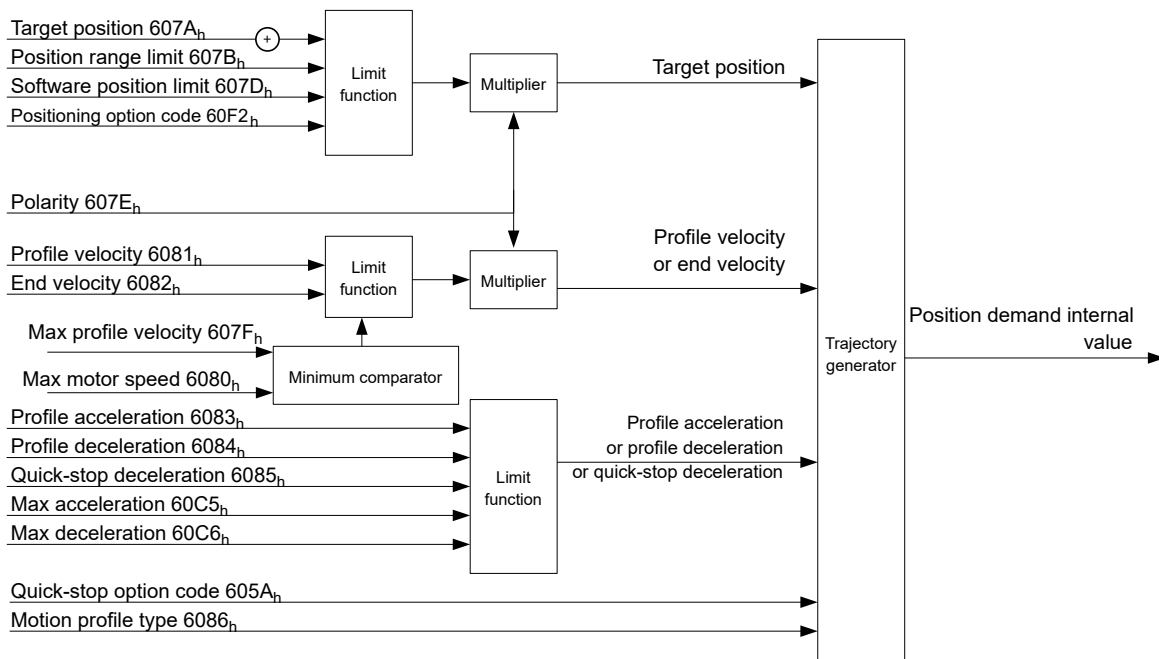 Target position 607Ah
+
Position range limit 607Bh
Software position limit 607Dh
Positioning option code 60F2h
Limit
function
Multiplier
Target position
Polarity 607Eh
Profile velocity 6081h
End velocity 6082h
Limit
function
Multiplier
Profile velocity
or end velocity
Max profile velocity 607Fh
Max motor speed 6080h
Minimum comparator
Trajectory
generator
Position demand internal
value
Profile acceleration 6083h
Profile deceleration 6084h
Quick-stop deceleration 6085h
Max acceleration 60C5h
Max deceleration 60C6h
Limit
function
Profile acceleration
or profile deceleration
or quick-stop deceleration
Quick-stop option code 605Ah
Motion profile type 6086h